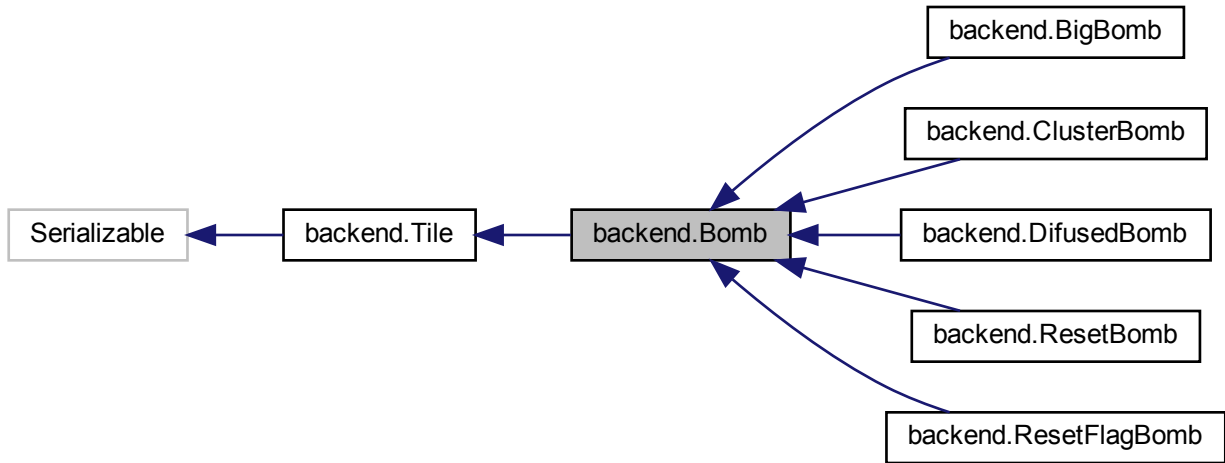 backend.BigBomb
backend.ClusterBomb
Serializable
backend.Tile
backend.Bomb
backend.DifusedBomb
backend.ResetBomb
backend.ResetFlagBomb